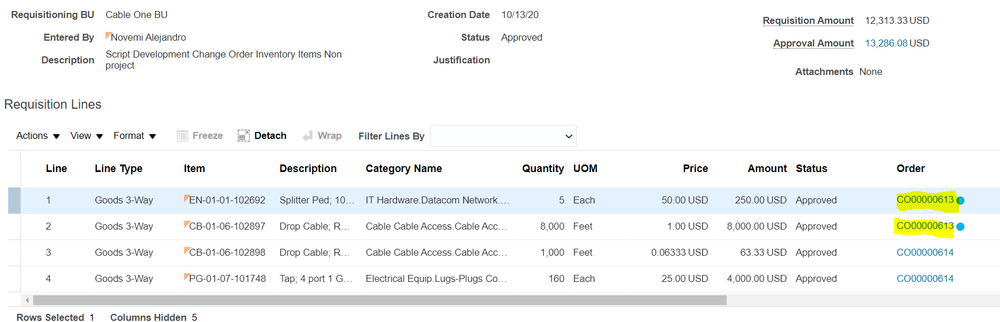 Requisitioning BU Cable One BU Creation Date 10/13/20
Requisition Amount 12,313.33 USD
Entered By Novemi Alejandro Status Approved
Approval Amount 13,286.08 USD
Description Script Development Change Order Inventory Items Non project Justification
Attachments None
Requisition Lines
Actions View Format Freeze Detach Wrap Filter Lines By
Line Line Type Item Description Category Name Quantity UOM Price Amount Status Order
1 Goods 3-Way EN-01-01-102692 Splitter Ped; 10... IT Hardware.Datacom Network.... 5 Each 50.00 USD 250.00 USD Approved CO00000613
2 Goods 3-Way CB-01-06-102897 Drop Cable; R... Cable Cable Access.Cable Acc... 8,000 Feet 1.00 USD 8,000.00 USD Approved CO00000613
3 Goods 3-Way CB-01-06-102898 Drop Cable; R... Cable Cable Access.Cable Acc... 1,000 Feet 0.06333 USD 63.33 USD Approved CO00000614
4 Goods 3-Way PG-01-07-101748 Tap; 4 port 1 G... Electrical Equip.Lugs-Plugs Co... 160 Each 25.00 USD 4,000.00 USD Approved CO00000614
Rows Selected 1 Columns Hidden 5